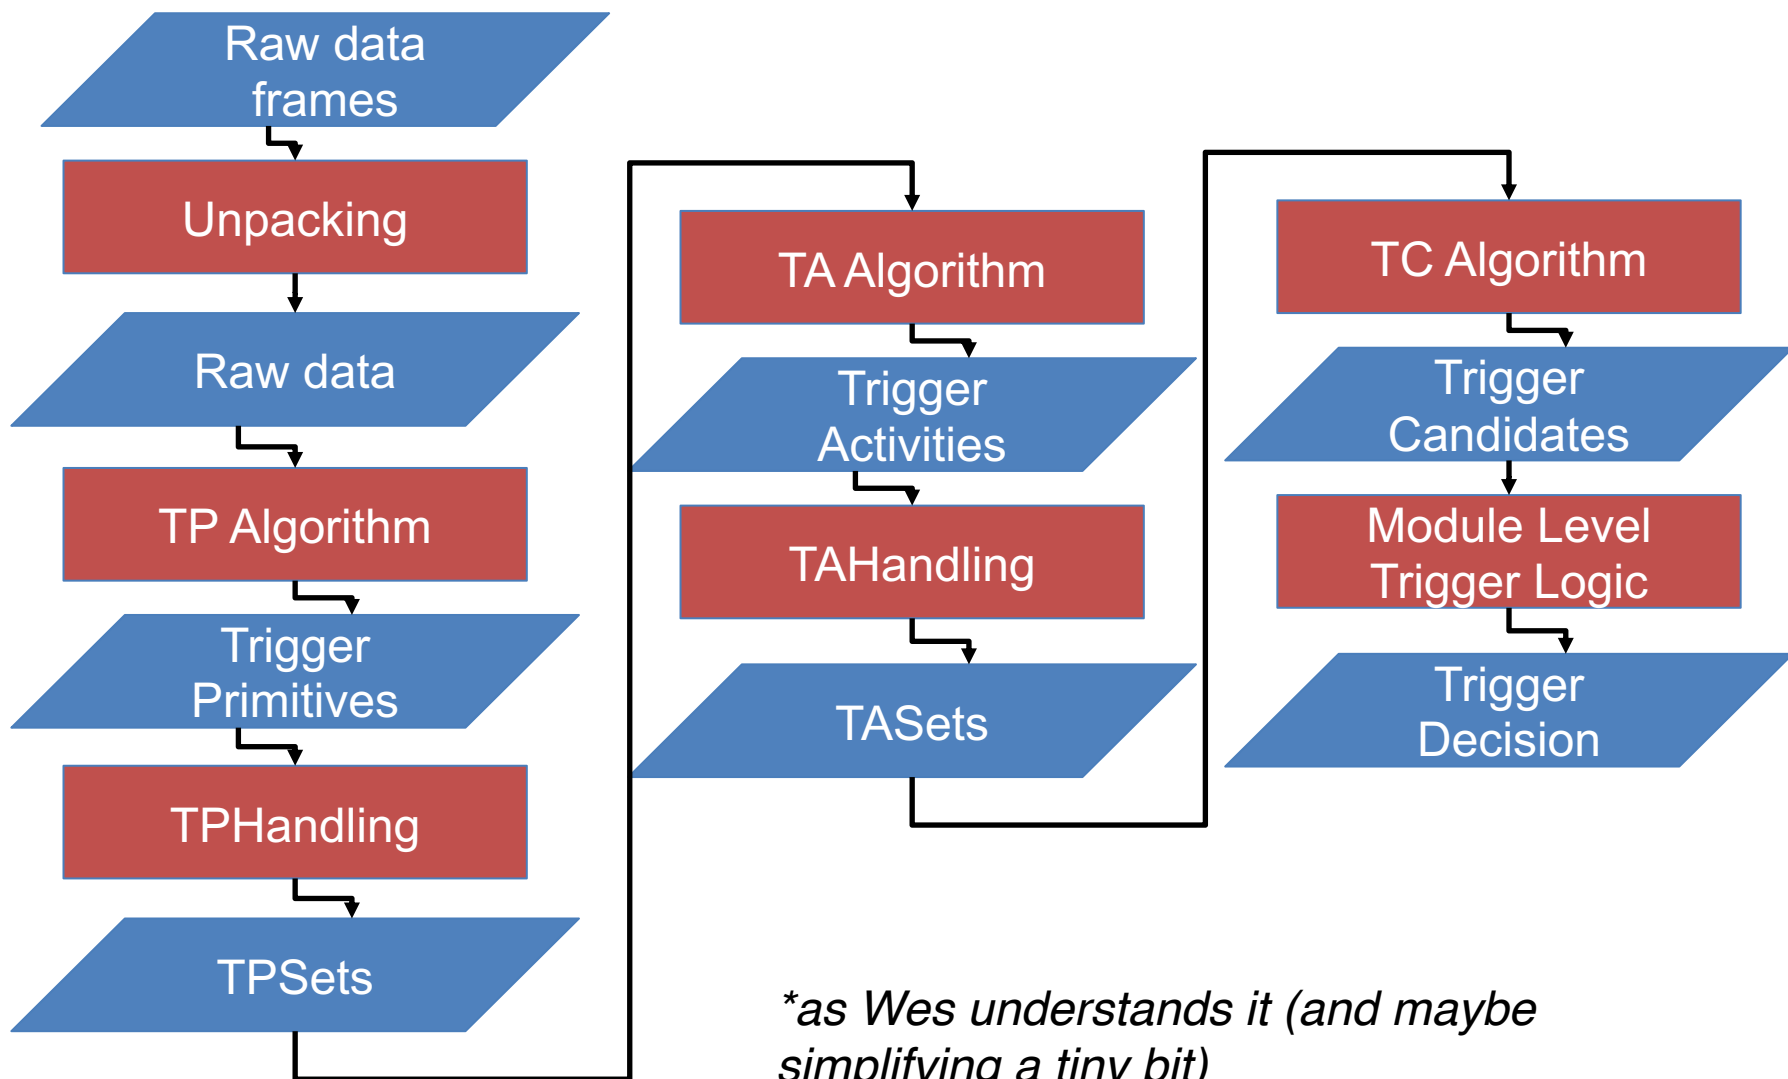 Raw data
frames
Unpacking
Raw data
TP Algorithm
Trigger
Primitives
TPHandling
TPSets
TA Algorithm
Trigger
Activities
TAHandling
TASets
TC Algorithm
Trigger
Candidates
Module Level
Trigger Logic
Trigger
Decision
*as Wes understands it (and maybe
simplifying a tiny bit)